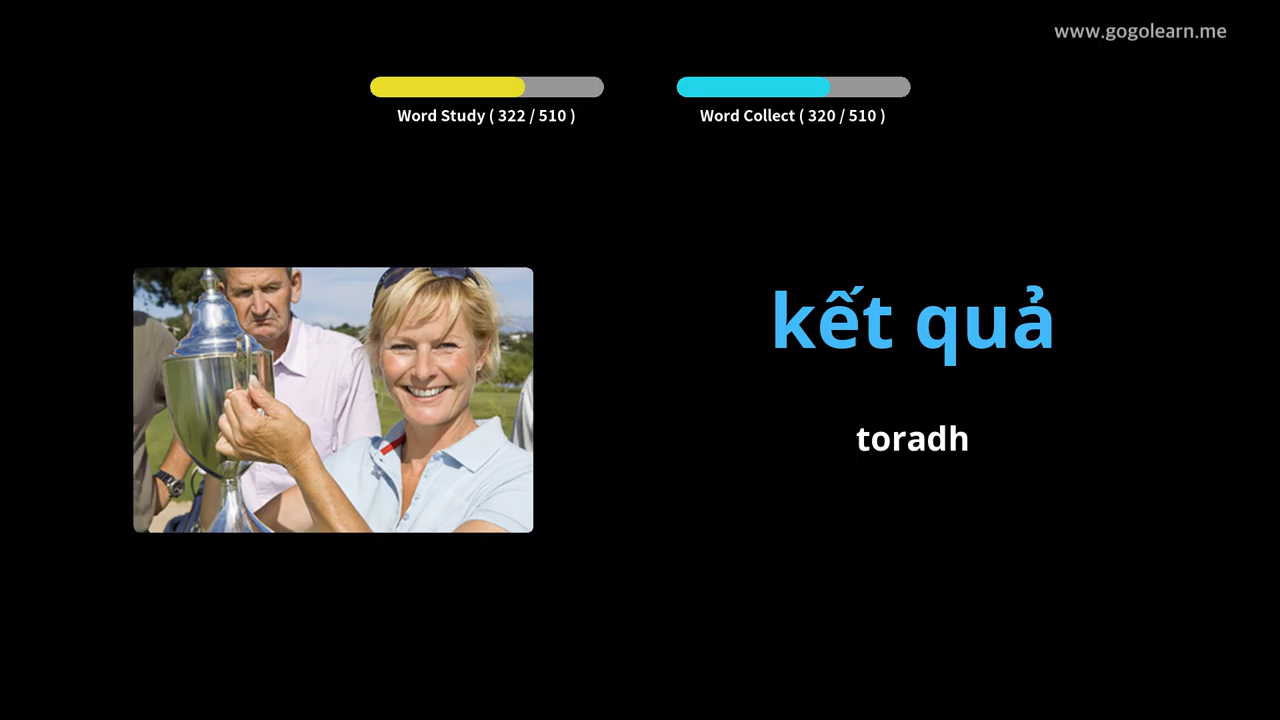 www.gogolearn.me
Word Study ( 322 / 510 )
Word Collect ( 320 / 510 )
kết quả
toradh